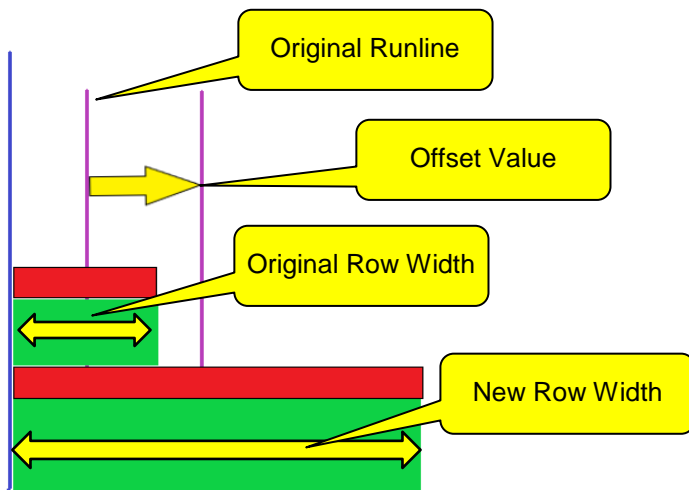 Original Runline
Offset Value
Original Row Width
New Row Width